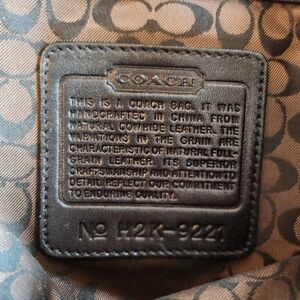 COACH
THIS IS A COACH BAG. IT WAS
HANDCRAFTED IN CHINA FROM
NATURAL COWHIDE LEATHER. THE
VARIATIONS IN THE GRAIN ARE
CHARACTERISTIC OF NATURAL FULL-
GRAIN LEATHER. ITS SUPERIOR
CRAFTSMANSHIP AND ATTENTION TO
DETAIL REFLECT OUR COMMITMENT
TO ENDURING QUALITY.
No H2K-9221